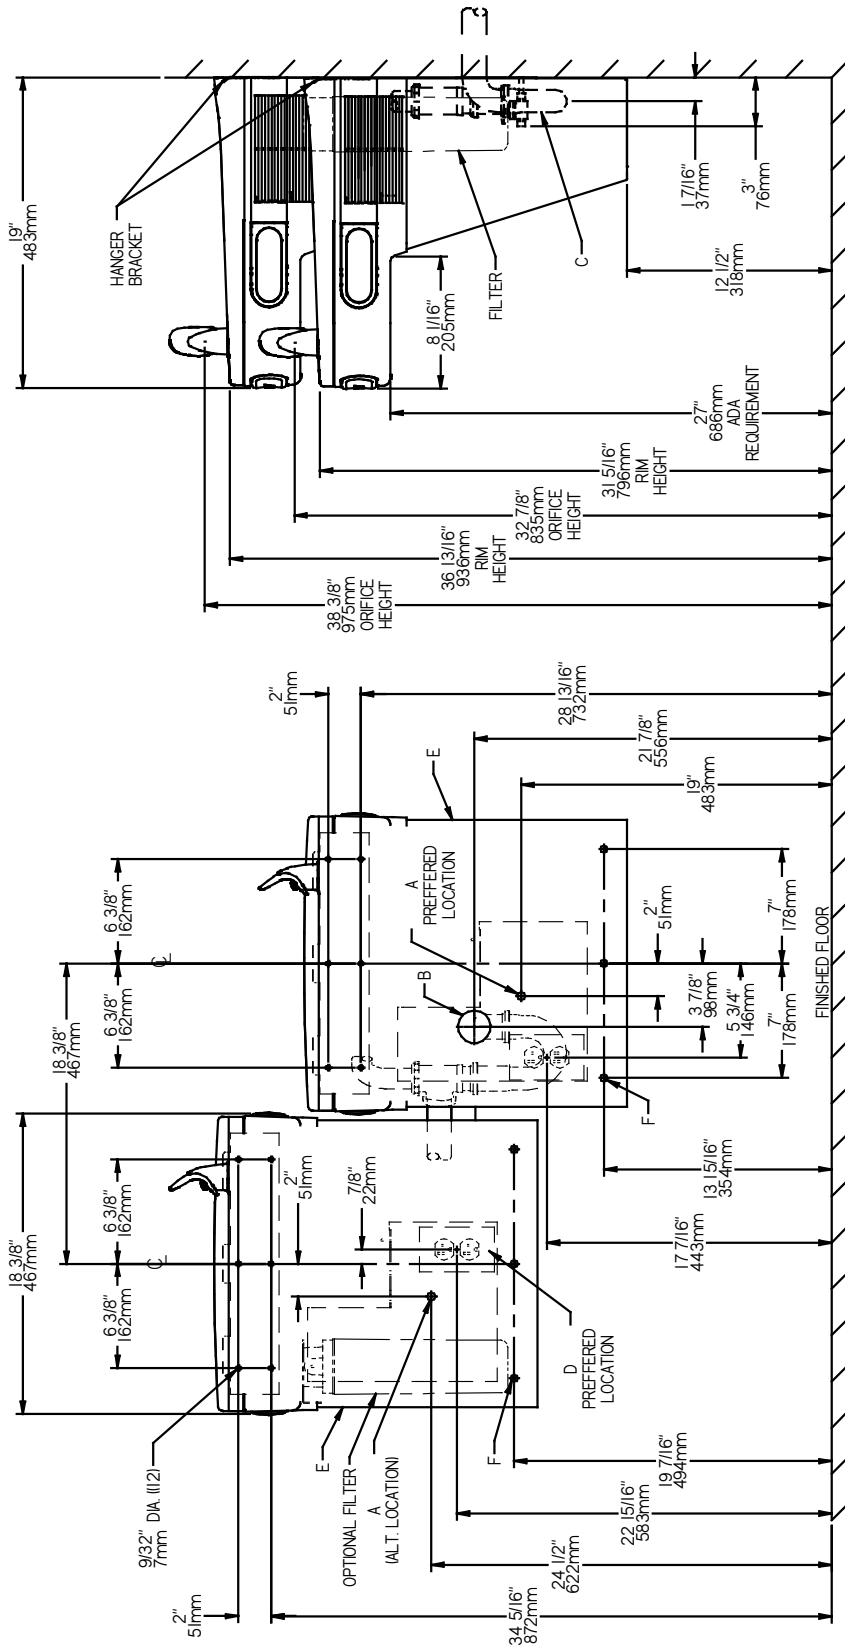 19"
483mm
HANGER
BRACKET
8 1/16"
205mm
FILTER
C
1 7/16"
37mm
3"
76mm
12 1/2"
318mm
27"
686mm
ADA
REQUIREMENT
31 5/16"
796mm
RIM
HEIGHT
32 7/8"
835mm
ORIFICE
HEIGHT
36 13/16"
936mm
RIM
HEIGHT
38 3/8"
975mm
ORIFICE
HEIGHT
2"
51mm
28 13/16"
732mm
21 7/8"
556mm
19"
483mm
E
A
PREFFERED
LOCATION
B
6 3/8"
162mm
6 3/8"
162mm
18 3/8"
467mm
CL
2"
51mm
3 7/8"
98mm
5 3/4"
146mm
7"
178mm
7"
178mm
FINISHED FLOOR
F
13 15/16"
354mm
17 7/16"
443mm
18 3/8"
467mm
6 3/8"
162mm
6 3/8"
162mm
CL
2"
51mm
7/8"
22mm
D
PREFFERED
LOCATION
F
E
OPTIONAL FILTER
A
(ALT. LOCATION)
9/32" DIA. (12)
7mm
2"
51mm
19 7/16"
494mm
22 15/16"
583mm
24 1/2"
622mm
34 5/16"
872mm